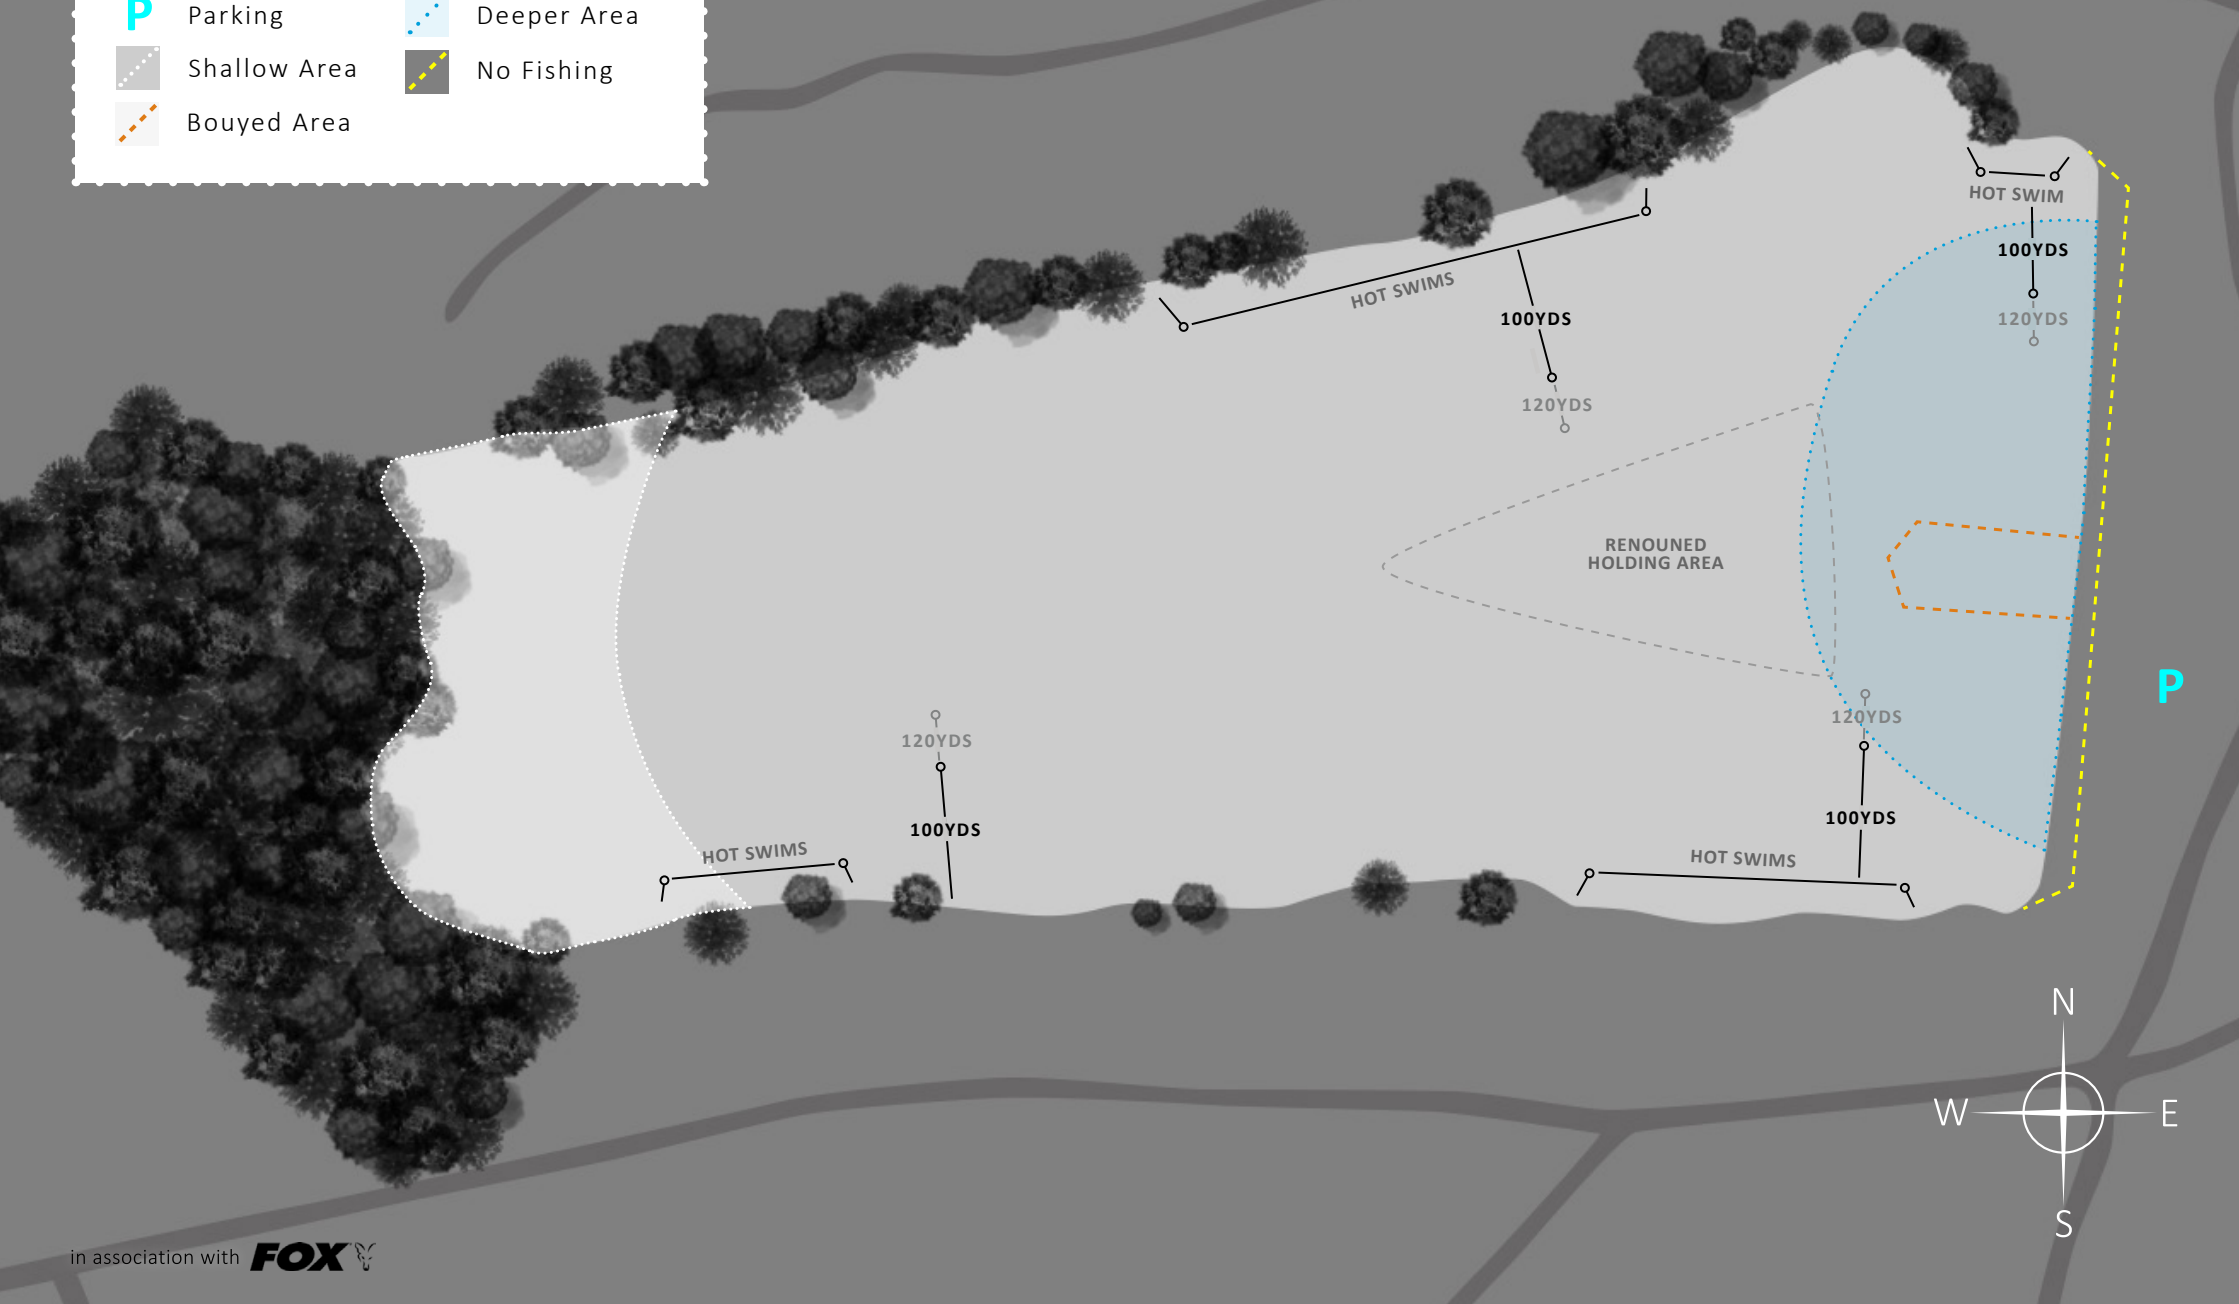 P Parking
Deeper Area
Shallow Area
No Fishing
Bouyed Area
HOT SWIM
100YDS
120YDS
HOT SWIMS
100YDS
120YDS
RENOUNED
HOLDING AREA
P
120YDS
100YDS
HOT SWIMS
120YDS
100YDS
HOT SWIMS
N
W
E
S
in association with FOX